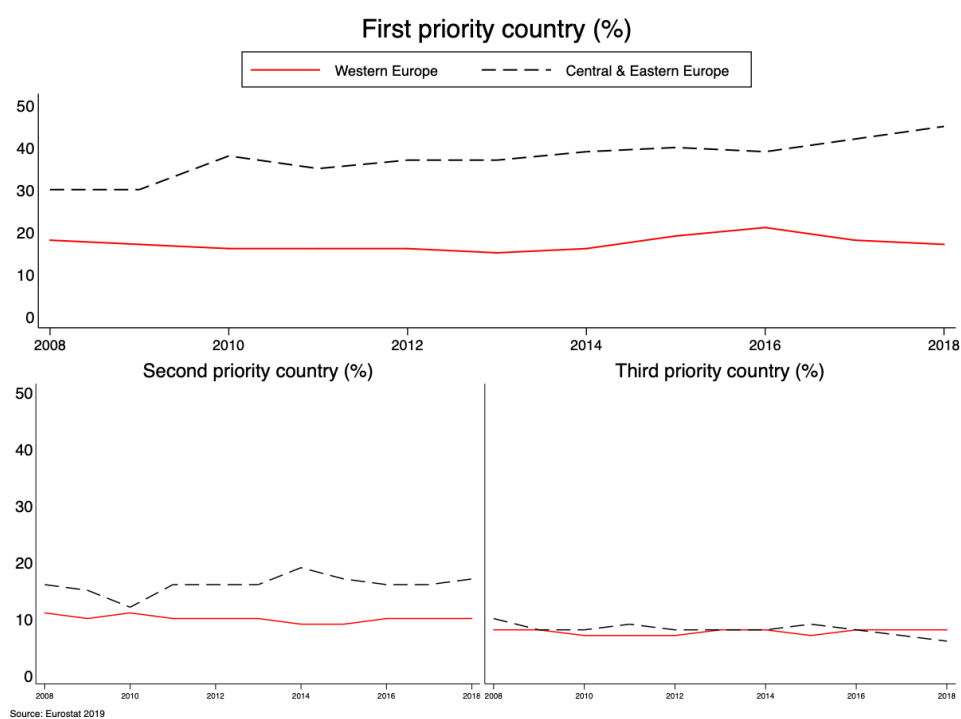 First priority country (%)
Western Europe Central & Eastern Europe
50
40
30
20
10
0
2008 2010 2012 2014 2016 2018
Second priority country (%) Third priority country (%)
50
40
30
20
10
0
2008 2010 2012 2014 2016 2018 2008 2010 2012 2014 2016 2018
Source: Eurostat 2019